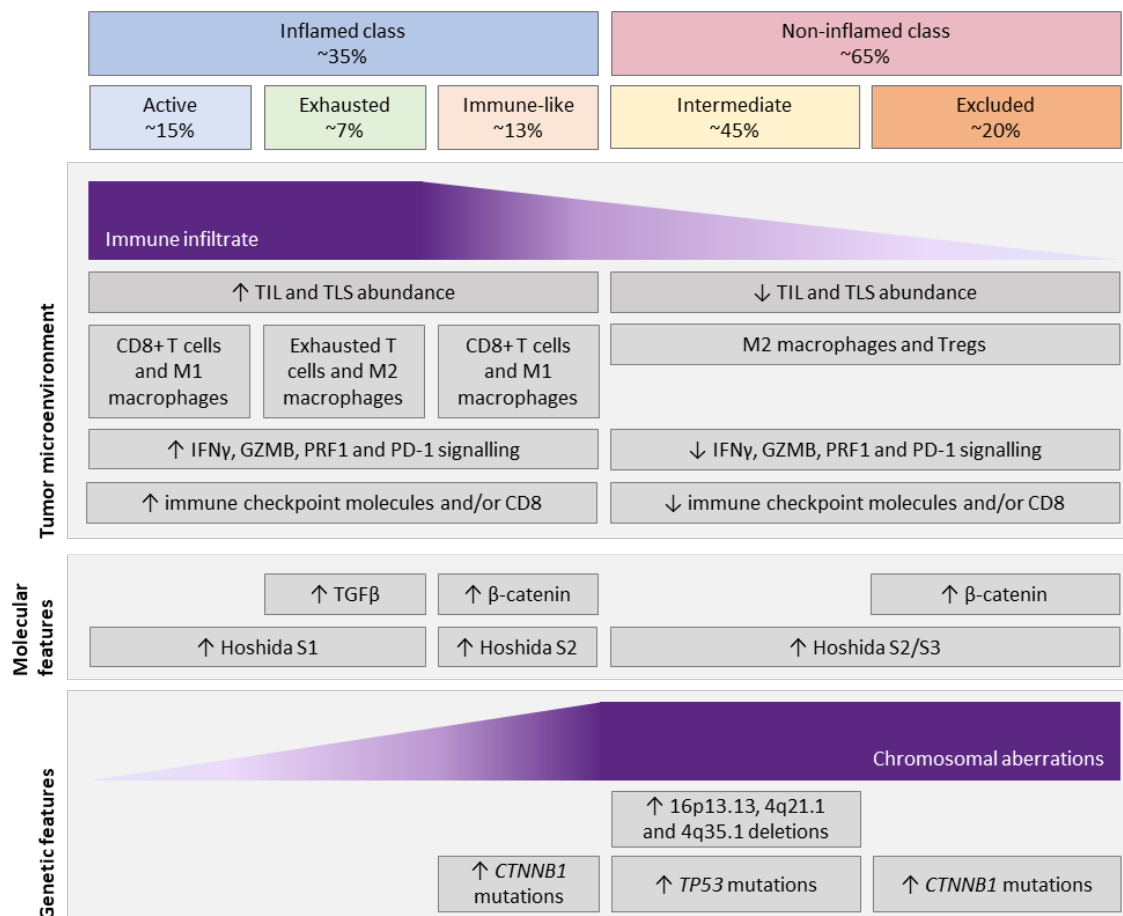 Inflamed class
~35%
Non-inflamed class
~65%
Active
~15%
Exhausted
~7%
Immune-like
~13%
Intermediate
~45%
Excluded
~20%
Tumor microenvironment
Immune infiltrate
↑ TIL and TLS abundance
↓ TIL and TLS abundance
CD8+ T cells
and M1
macrophages
Exhausted T
cells and M2
macrophages
CD8+ T cells
and M1
macrophages
M2 macrophages and Tregs
↑ IFNγ, GZMB, PRF1 and PD-1 signalling
↓ IFNγ, GZMB, PRF1 and PD-1 signalling
↑ immune checkpoint molecules and/or CD8
↓ immune checkpoint molecules and/or CD8
Molecular
features
↑ TGFβ
↑ β-catenin
↑ β-catenin
↑ Hoshida S1
↑ Hoshida S2
↑ Hoshida S2/S3
Genetic features
Chromosomal aberrations
↑ 16p13.13, 4q21.1
and 4q35.1 deletions
↑ CTNNB1
mutations
↑ TP53 mutations
↑ CTNNB1 mutations